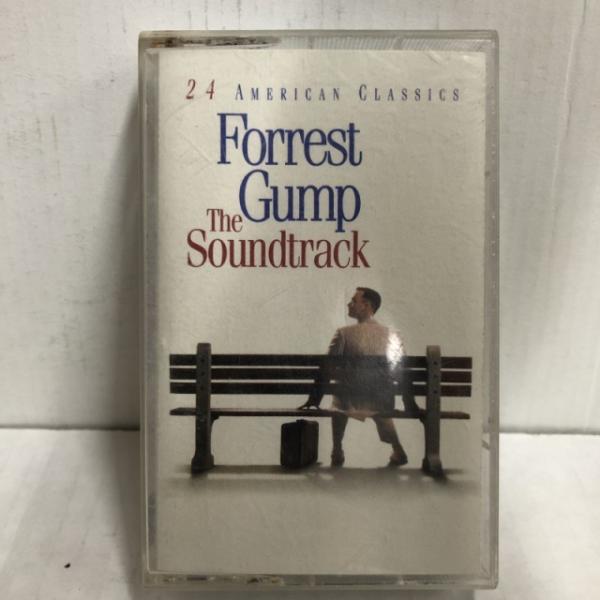 24 AMERICAN CLASSICS
Forrest
Gump
The
Soundtrack